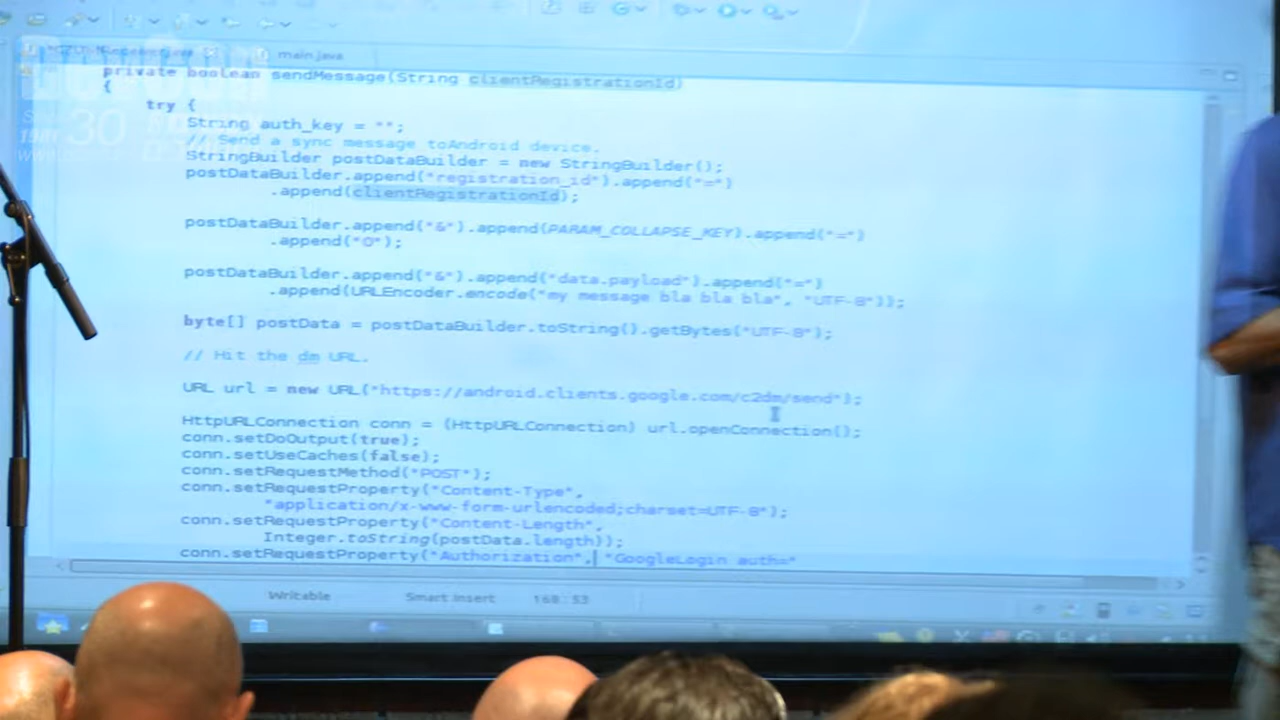 main.java
private boolean sendMessage(String clientRegistrationId)
{
try {
String auth_key = "";
// Send a sync message toAndroid device.
StringBuilder postDataBuilder = new StringBuilder();
postDataBuilder.append("registration_id").append("=")
.append(clientRegistrationId);
postDataBuilder.append("&").append(PARAM_COLLAPSE_KEY).append("=")
.append("0");
postDataBuilder.append("&").append("data.payload").append("=")
.append(URLEncoder.encode("my message bla bla bla", "UTF-8"));
byte[] postData = postDataBuilder.toString().getBytes("UTF-8");
// Hit the dm URL.
URL url = new URL("https://android.clients.google.com/c2dm/send");
HttpURLConnection conn = (HttpURLConnection) url.openConnection();
conn.setDoOutput(true);
conn.setUseCaches(false);
conn.setRequestMethod("POST");
conn.setRequestProperty("Content-Type",
"application/x-www-form-urlencoded;charset=UTF-8");
conn.setRequestProperty("Content-Length",
Integer.toString(postData.length));
conn.setRequestProperty("Authorization", "GoogleLogin auth="
Writable Smart Insert 168 : 53